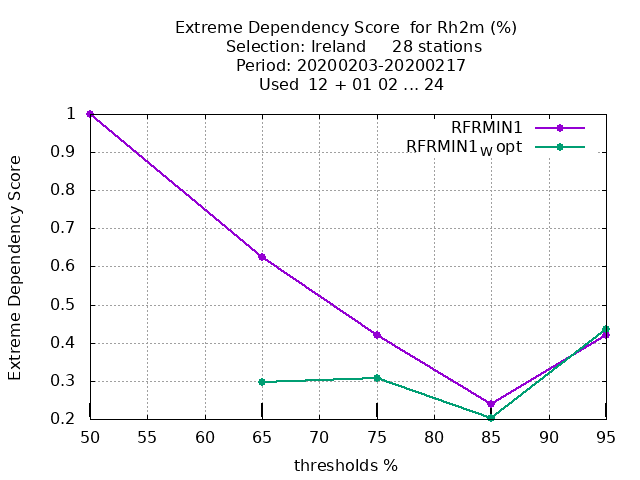 Extreme Dependency Score  for Rh2m (%)
Selection: Ireland     28 stations
Period: 20200203-20200217
Used  12 + 01 02 ... 24
RFRMIN1
RFRMIN1W opt
Extreme Dependency Score
1
0.9
0.8
0.7
0.6
0.5
0.4
0.3
0.2
50 55 60 65 70 75 80 85 90 95
thresholds %